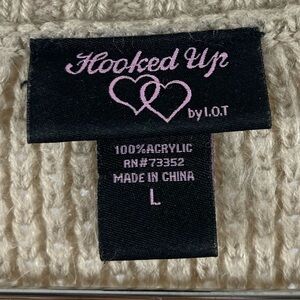 Hooked Up
by I.O.T
100% ACRYLIC
RN#73352
MADE IN CHINA
L